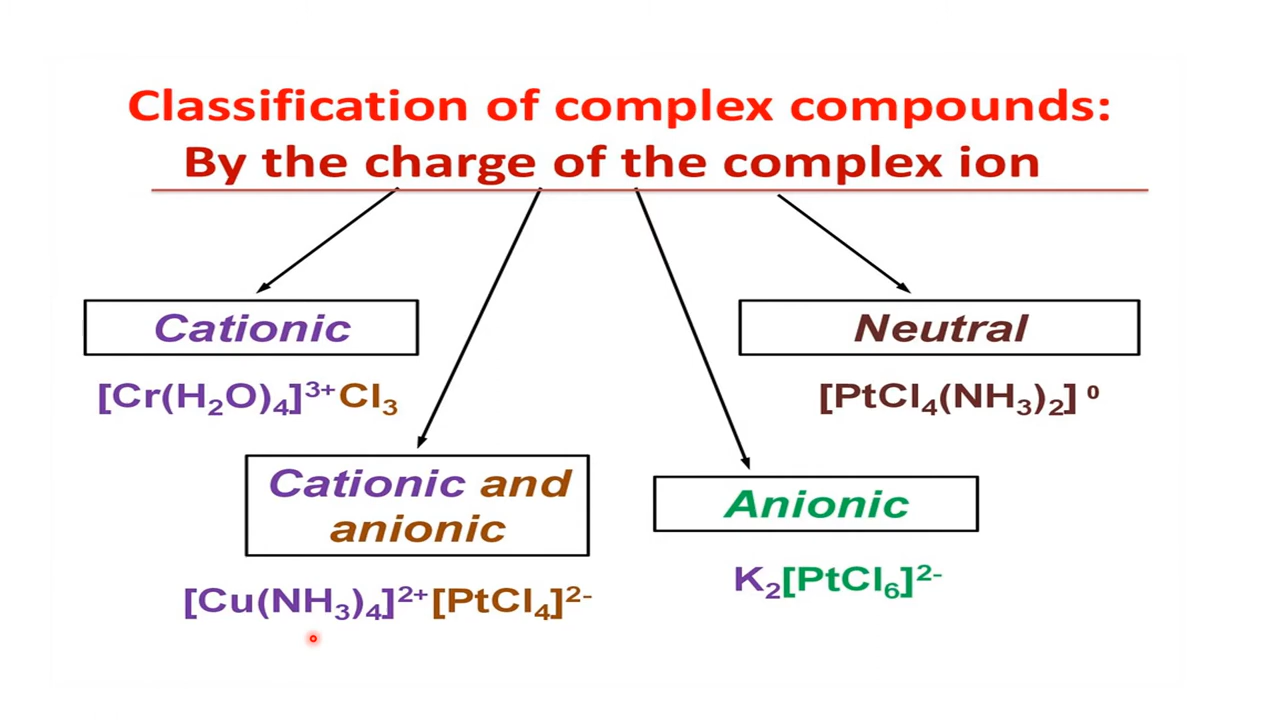 Classification of complex compounds:
By the charge of the complex ion
Cationic
[Cr(H₂O)₄]³⁺Cl₃
Neutral
[PtCl₄(NH₃)₂]⁰
Cationic and
anionic
[Cu(NH₃)₄]²⁺[PtCl₄]²⁻
Anionic
K₂[PtCl₆]²⁻